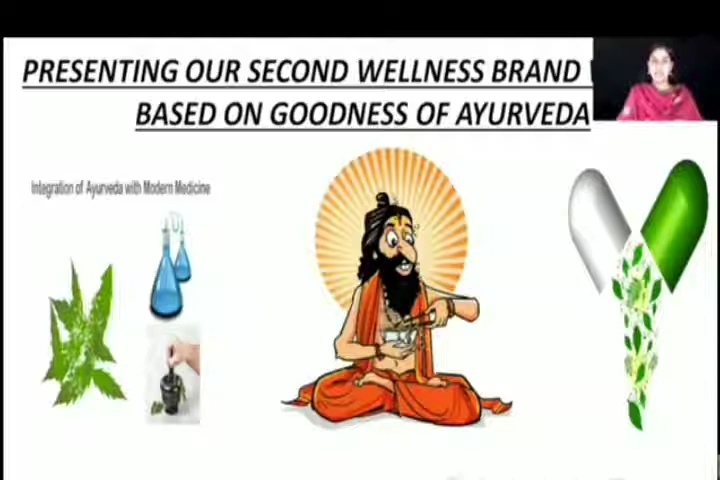 PRESENTING OUR SECOND WELLNESS BRAND
BASED ON GOODNESS OF AYURVEDA
Integration of Ayurveda with Modern Medicine